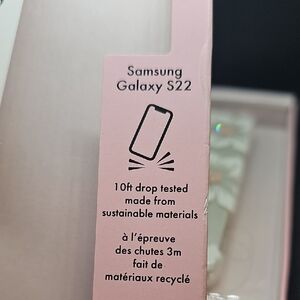 Samsung
Galaxy S22
10ft drop tested
made from
sustainable materials
à l'épreuve
des chutes 3m
fait de
matériaux recyclé